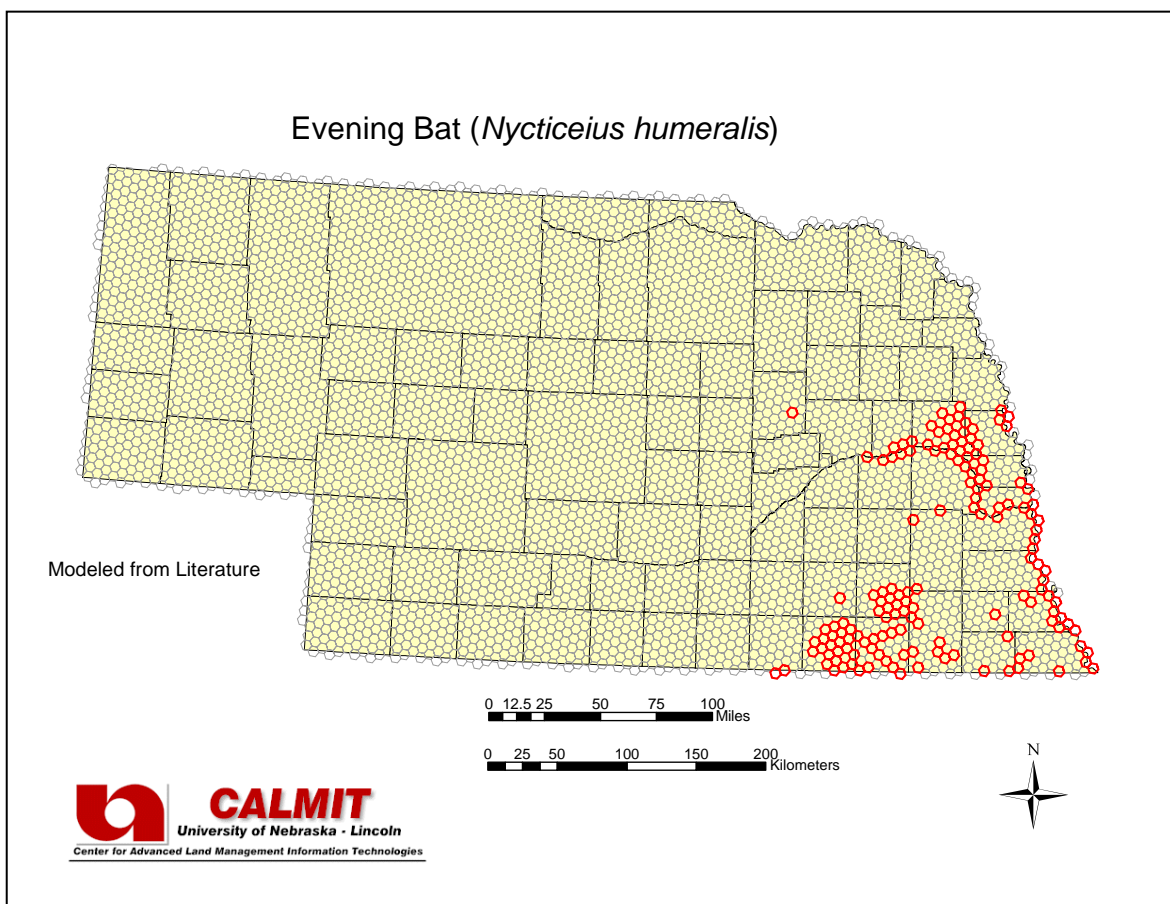 Evening Bat (Nycticeius humeralis)
Modeled from Literature
0 12.5 25 50 75 100
Miles
0 25 50 100 150 200
Kilometers
N
CALMIT
University of Nebraska - Lincoln
Center for Advanced Land Management Information Technologies